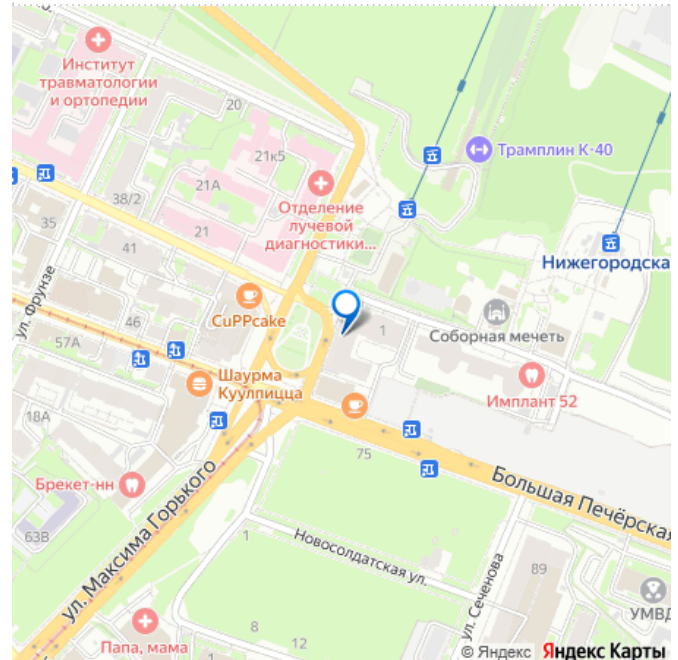 Институт
травматологии
и ортопедии
20
Трамплин К-40
21к5
21А
38/2
Отделение
лучевой
диагностики...
35
21
41
Нижегородска
ул. Фрунзе
CuPPcake
46
1
Соборная мечеть
57А
Шаурма
Куулпицца
Имплант 52
18А
75
Брекет-нн
Большая Печёрская
ул. Максима Горького
63В
1
Новосолдатская ул.
ул. Сеченова
89
УМВД
8
12
Папа, мама
© Яндекс Яндекс Карты